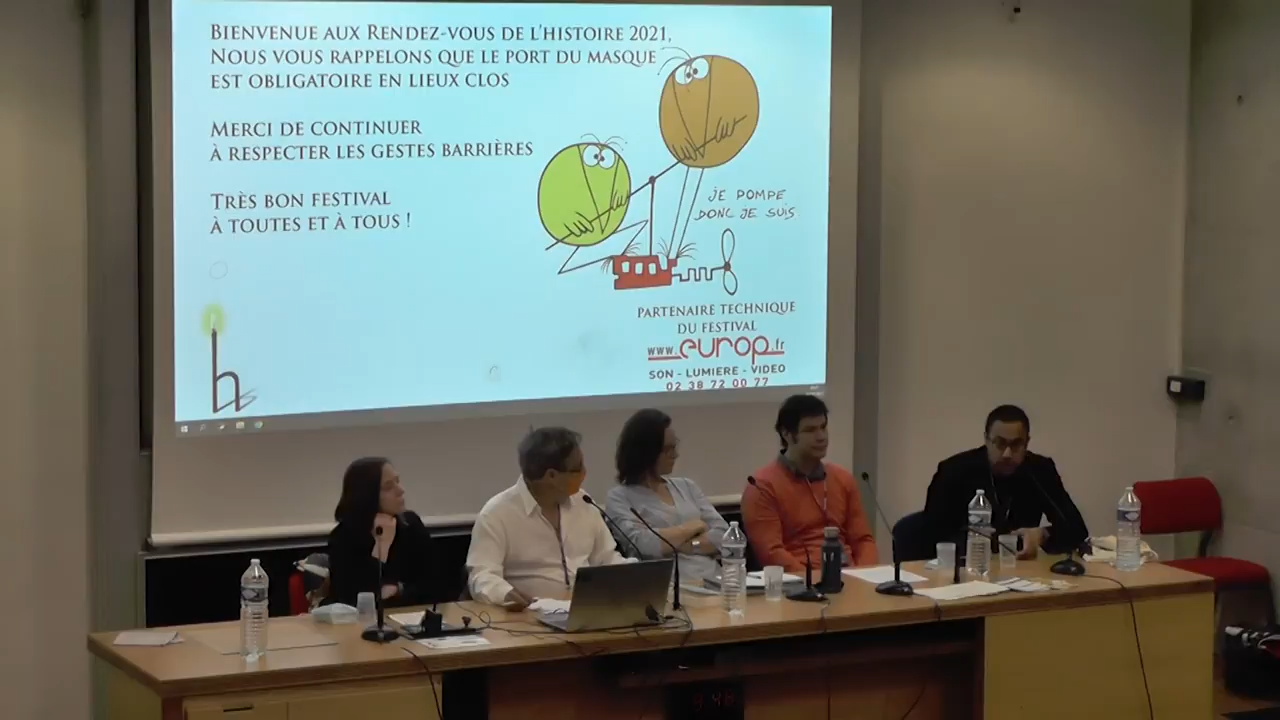 BIENVENUE AUX RENDEZ-VOUS DE L'HISTOIRE 2021,
NOUS VOUS RAPPELONS QUE LE PORT DU MASQUE
EST OBLIGATOIRE EN LIEUX CLOS
MERCI DE CONTINUER
À RESPECTER LES GESTES BARRIÈRES
TRÈS BON FESTIVAL
À TOUTES ET À TOUS !
JE POMPE
DONC JE SUIS
PARTENAIRE TECHNIQUE
DU FESTIVAL
www.europ.fr
SON - LUMIERE - VIDEO
02 38 72 00 77
h